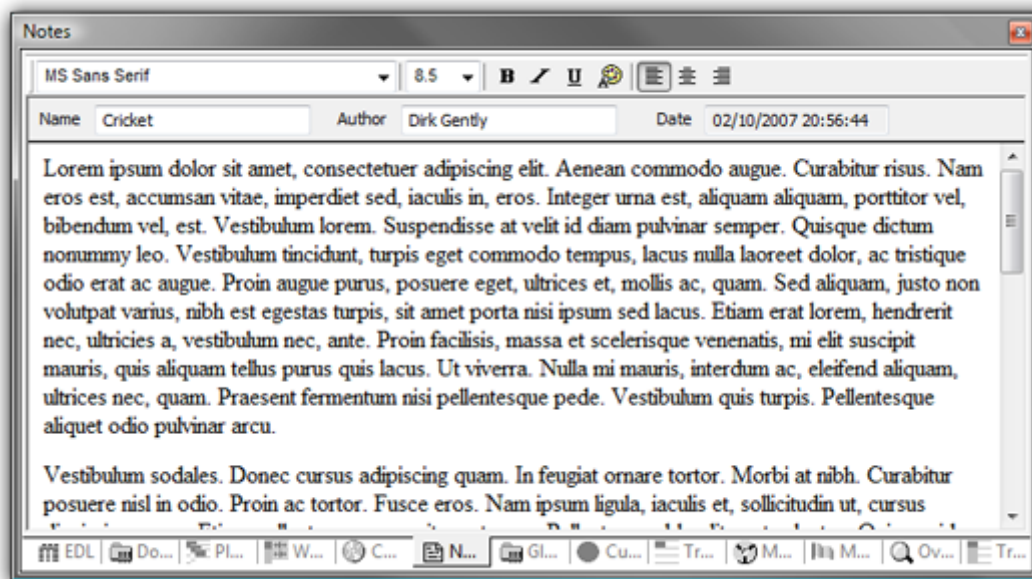 Notes
MS Sans Serif 8.5 B I U A
Name Cricket Author Dirk Gently Date 02/10/2007 20:56:44
Lorem ipsum dolor sit amet, consectetuer adipiscing elit. Aenean commodo augue. Curabitur risus. Nam
eros est, accumsan vitae, imperdiet sed, iaculis in, eros. Integer urna est, aliquam aliquam, porttitor vel,
bibendum vel, est. Vestibulum lorem. Suspendisse at velit id diam pulvinar semper. Quisque dictum
nonummy leo. Vestibulum tincidunt, turpis eget commodo tempus, lacus nulla laoreet dolor, ac tristique
odio erat ac augue. Proin augue purus, posuere eget, ultrices et, mollis ac, quam. Sed aliquam, justo non
volutpat varius, nibh est egestas turpis, sit amet porta nisi ipsum sed lacus. Etiam erat lorem, hendrerit
nec, ultricies a, vestibulum nec, ante. Proin facilisis, massa et scelerisque venenatis, mi elit suscipit
mauris, quis aliquam tellus purus quis lacus. Ut viverra. Nulla mi mauris, interdum ac, eleifend aliquam,
ultrices nec, quam. Praesent fermentum nisi pellentesque pede. Vestibulum quis turpis. Pellentesque
aliquet odio pulvinar arcu.
Vestibulum sodales. Donec cursus adipiscing quam. In feugiat ornare tortor. Morbi at nibh. Curabitur
posuere nisl in odio. Proin ac tortor. Fusce eros. Nam ipsum ligula, iaculis et, sollicitudin ut, cursus
EDL Do... Pl... W... C... N... Gl... Cu... Tr... M... M... Ov... Tr...